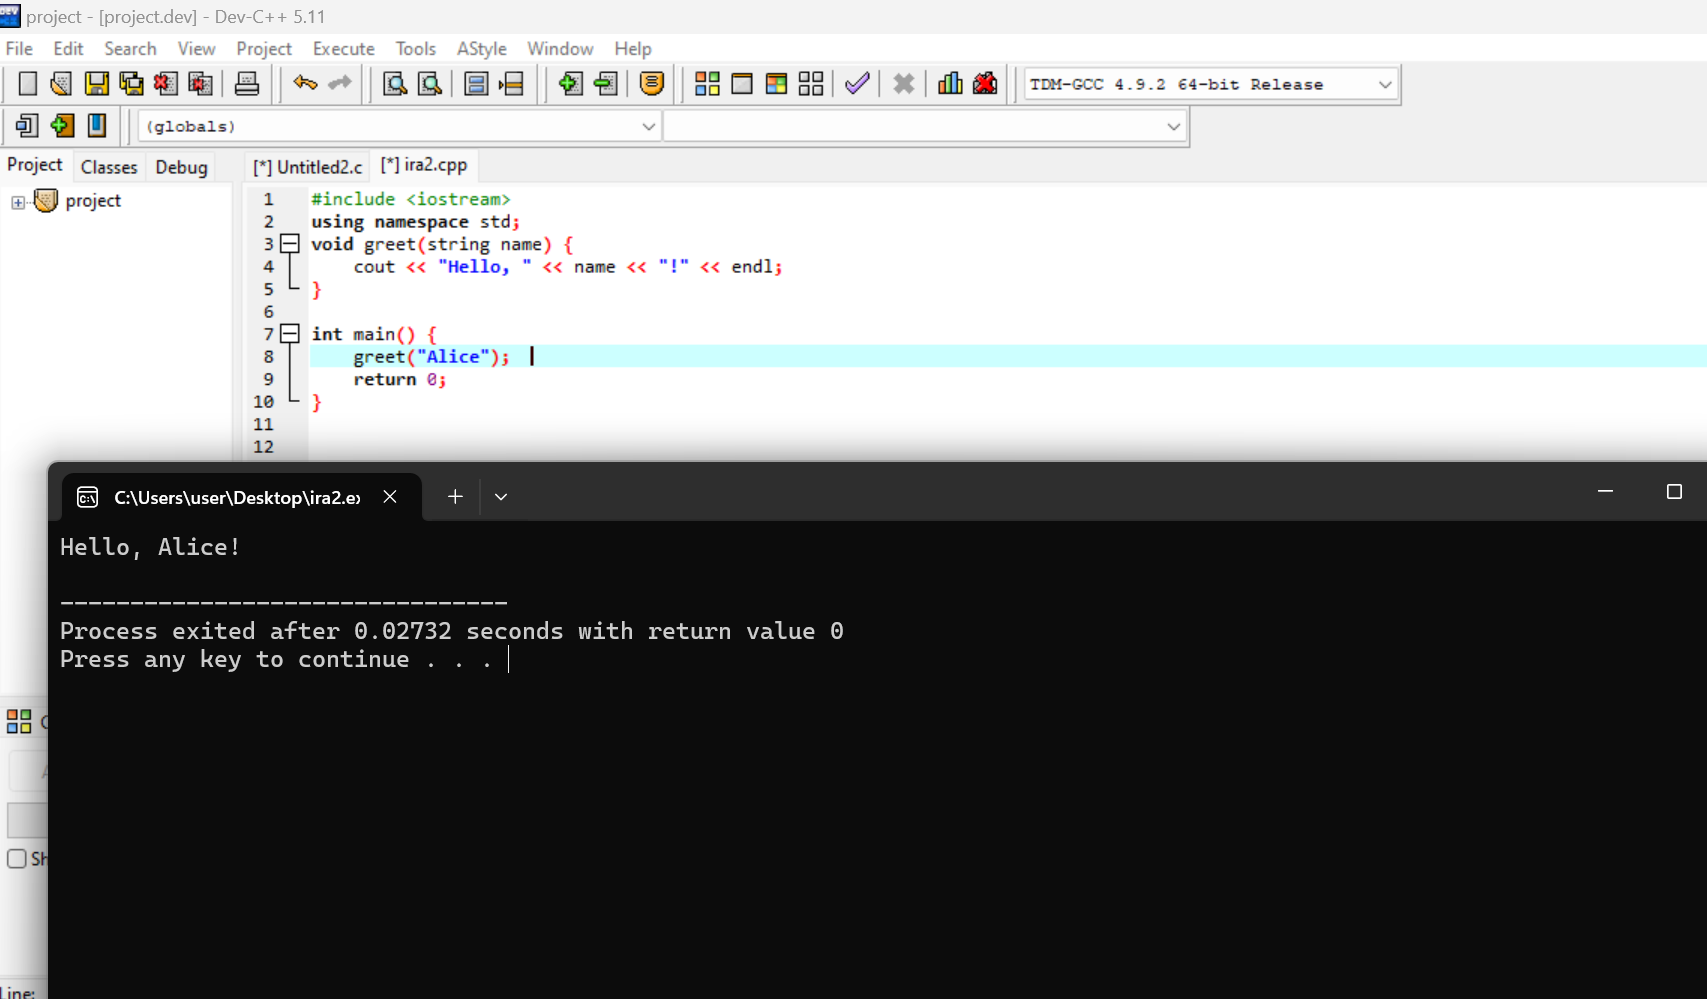 project - [project.dev] - Dev-C++ 5.11
File Edit Search View Project Execute Tools AStyle Window Help
TDM-GCC 4.9.2 64-bit Release
(globals)
Project Classes Debug
[*] Untitled2.c [*] ira2.cpp
project
1 #include <iostream>
2 using namespace std;
3 void greet(string name) {
4 cout << "Hello, " << name << "!" << endl;
5 }
6
7 int main() {
8 greet("Alice");
9 return 0;
10 }
11
12
C:\Users\user\Desktop\ira2.ex
Hello, Alice!
--------------------------------
Process exited after 0.02732 seconds with return value 0
Press any key to continue . . .
Sh
Line: